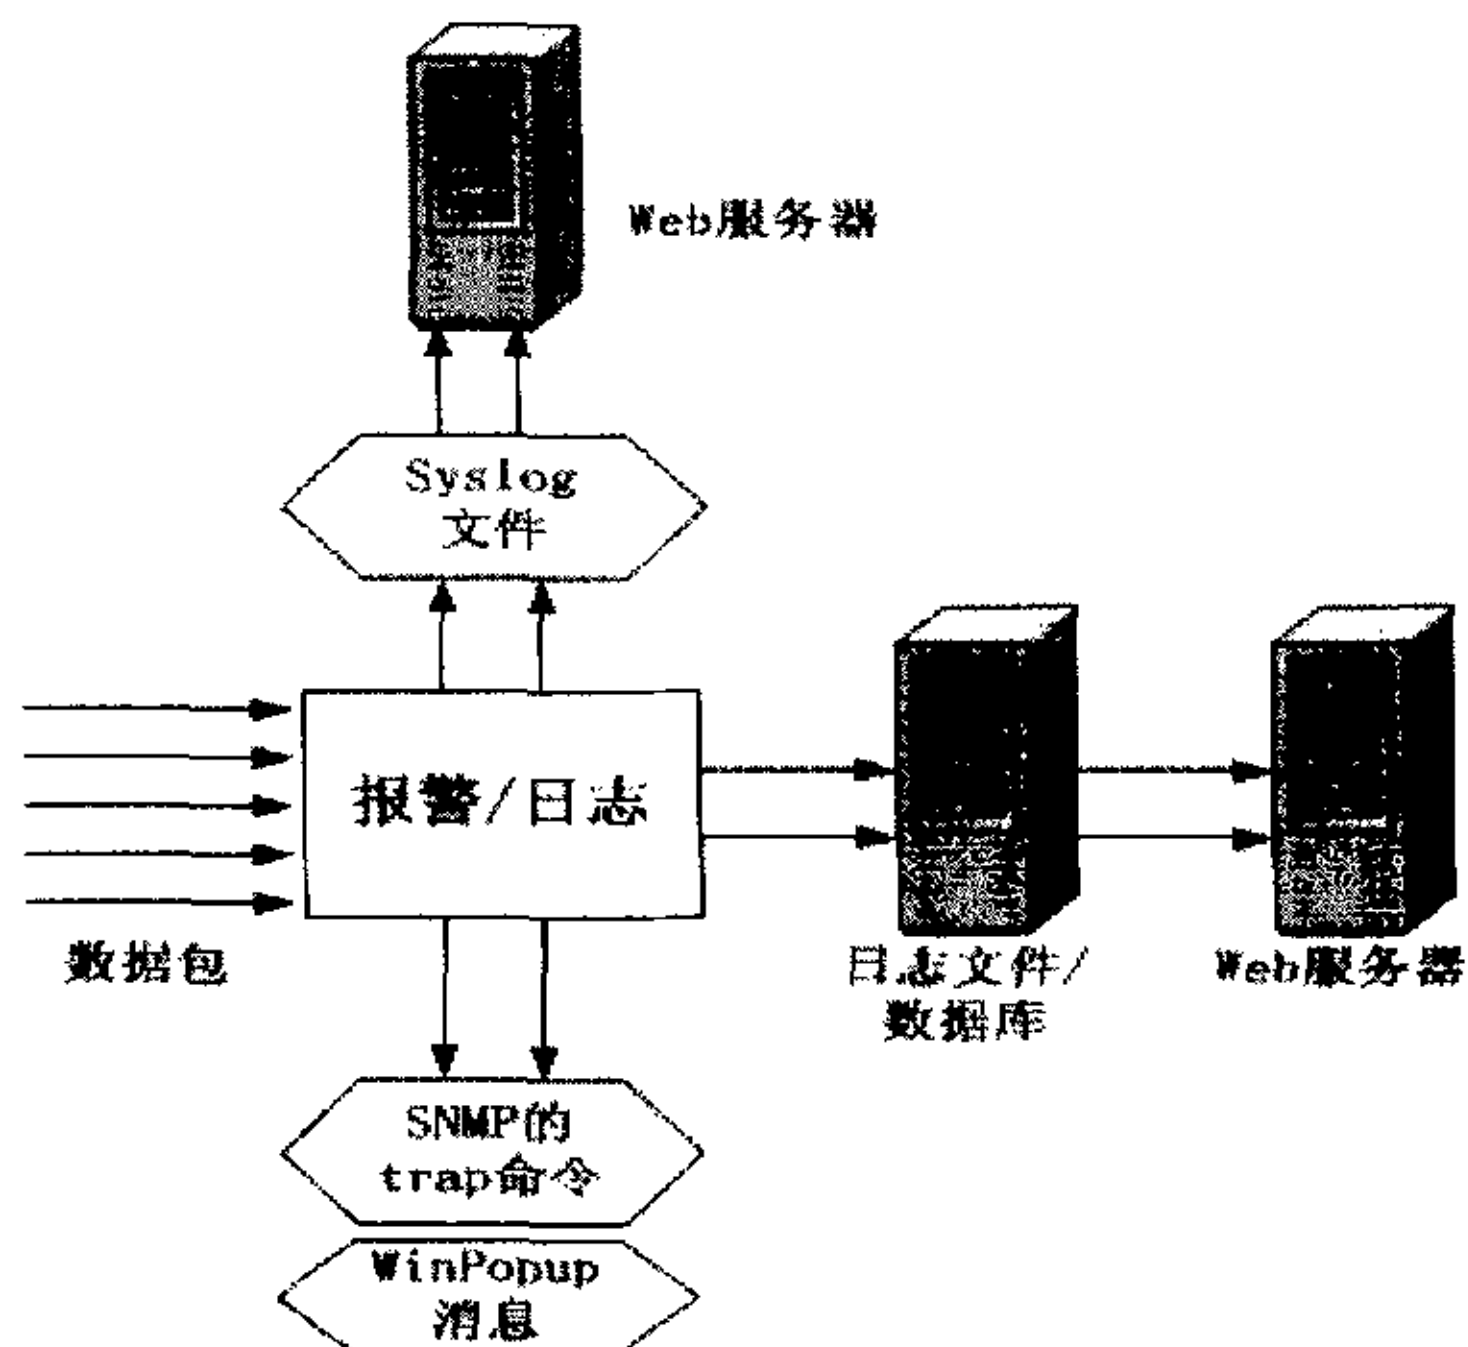 Web服务器
Syslog
文件
报警/日志
数据包
日志文件/
数据库
Web服务器
SNMP的
trap命令
WinPopup
消息